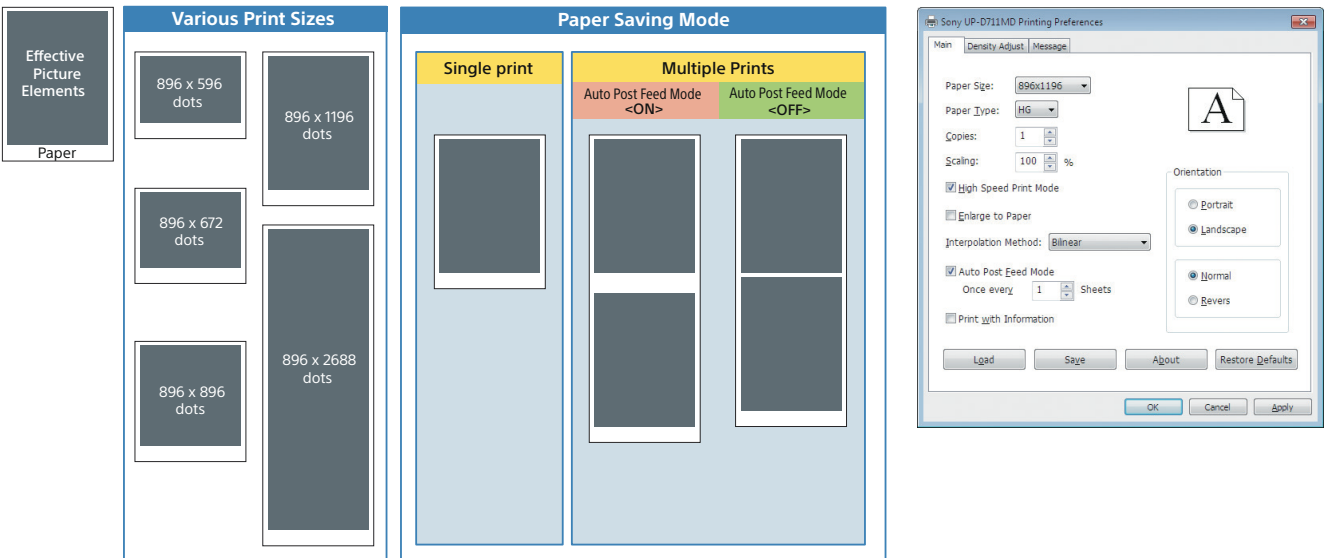 Effective
Picture
Elements
Paper
Various Print Sizes
896 x 596
dots
896 x 1196
dots
896 x 672
dots
896 x 2688
dots
896 x 896
dots
Paper Saving Mode
Single print
Multiple Prints
Auto Post Feed Mode
<ON>
Auto Post Feed Mode
<OFF>
Sony UP-D711MD Printing Preferences
Main Density Adjust Message
Paper Size: 896x1196
Paper Type: HG
Copies: 1
Scaling: 100 %
High Speed Print Mode
Enlarge to Paper
Interpolation Method: Bilinear
Auto Post Feed Mode
Once every 1 Sheets
Print with Information
A
Orientation
Portrait
Landscape
Normal
Revers
Load Save About Restore Defaults
OK Cancel Apply